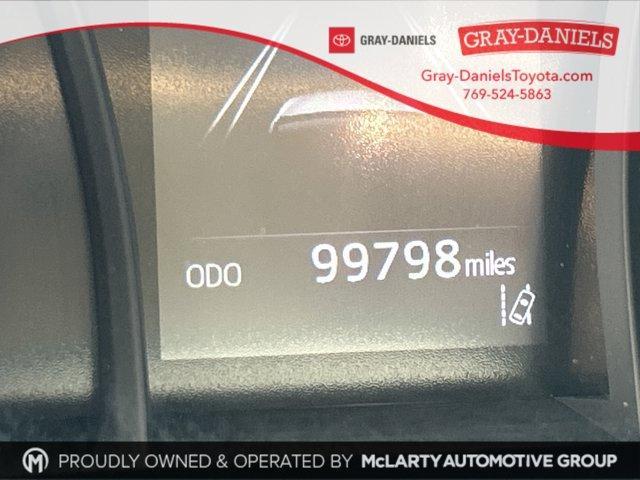 GRAY-DANIELS
GRAY-DANIELS
Gray-DanielsToyota.com
769-524-5863
ODO 99798 miles
PROUDLY OWNED & OPERATED BY McLARTY AUTOMOTIVE GROUP